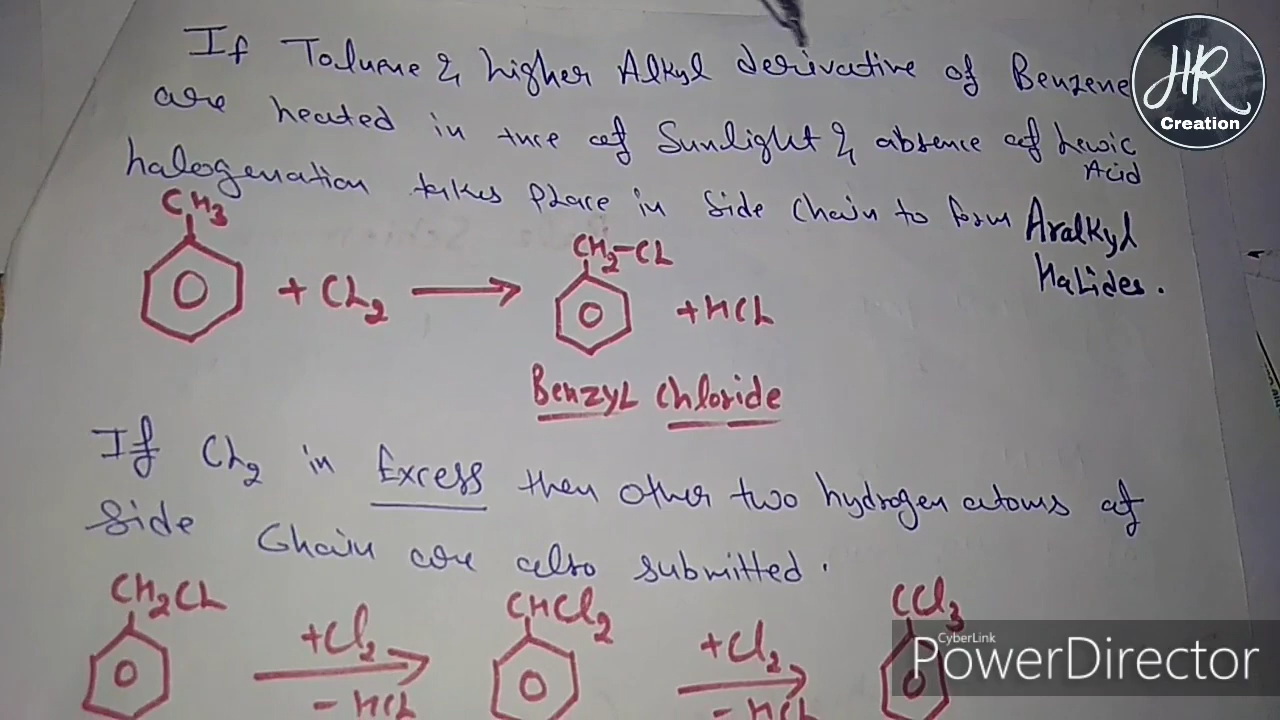 If Toluene & higher Alkyl derivative of Benzene
are heated in the of Sunlight & absence of Lewic
Acid
halogenation takes place in side chain to form Aralkyl
Halides.
CH3
+ Cl2 → CH2-Cl + HCl
Benzyl Chloride
If Cl2 in Excess then other two hydrogen atoms of
side Chain are also submitted.
CH2Cl +Cl2 - HCl CHCl2 +Cl2 - HCl CCl3
HR
Creation
CyberLink
PowerDirector